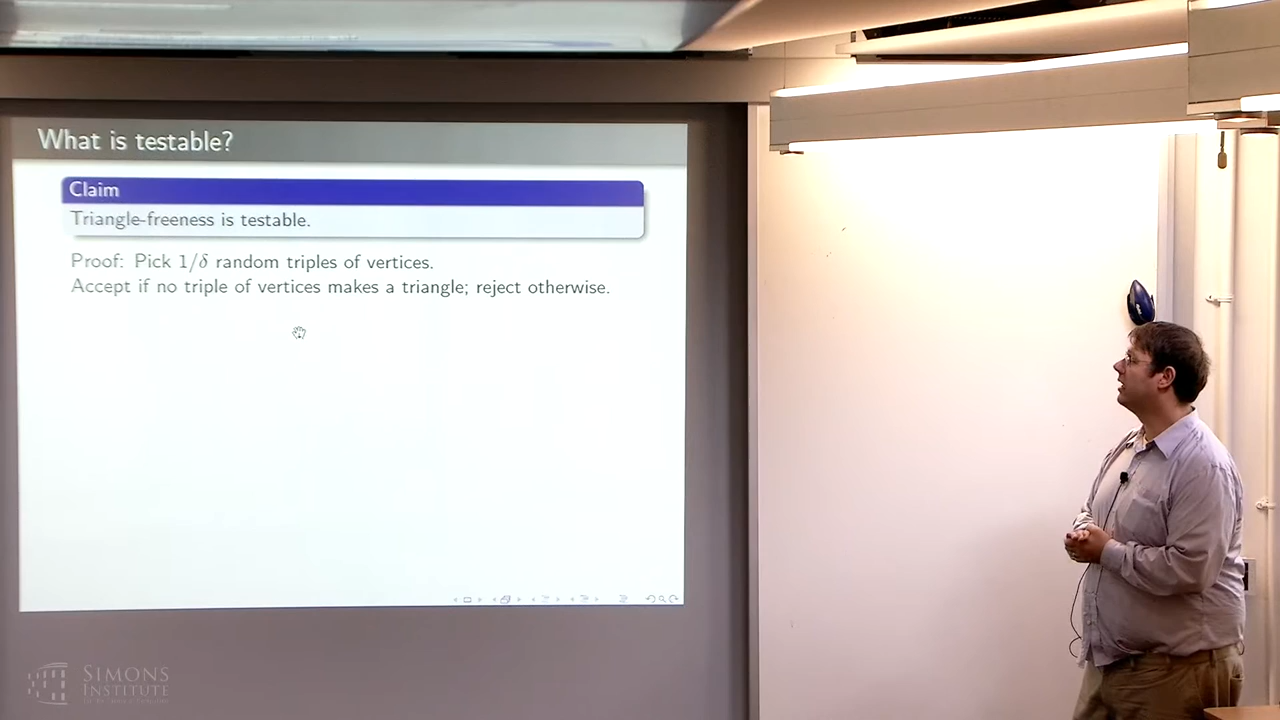 What is testable?
Claim
Triangle-freeness is testable.
Proof: Pick 1/δ random triples of vertices.
Accept if no triple of vertices makes a triangle; reject otherwise.
SIMONS
INSTITUTE